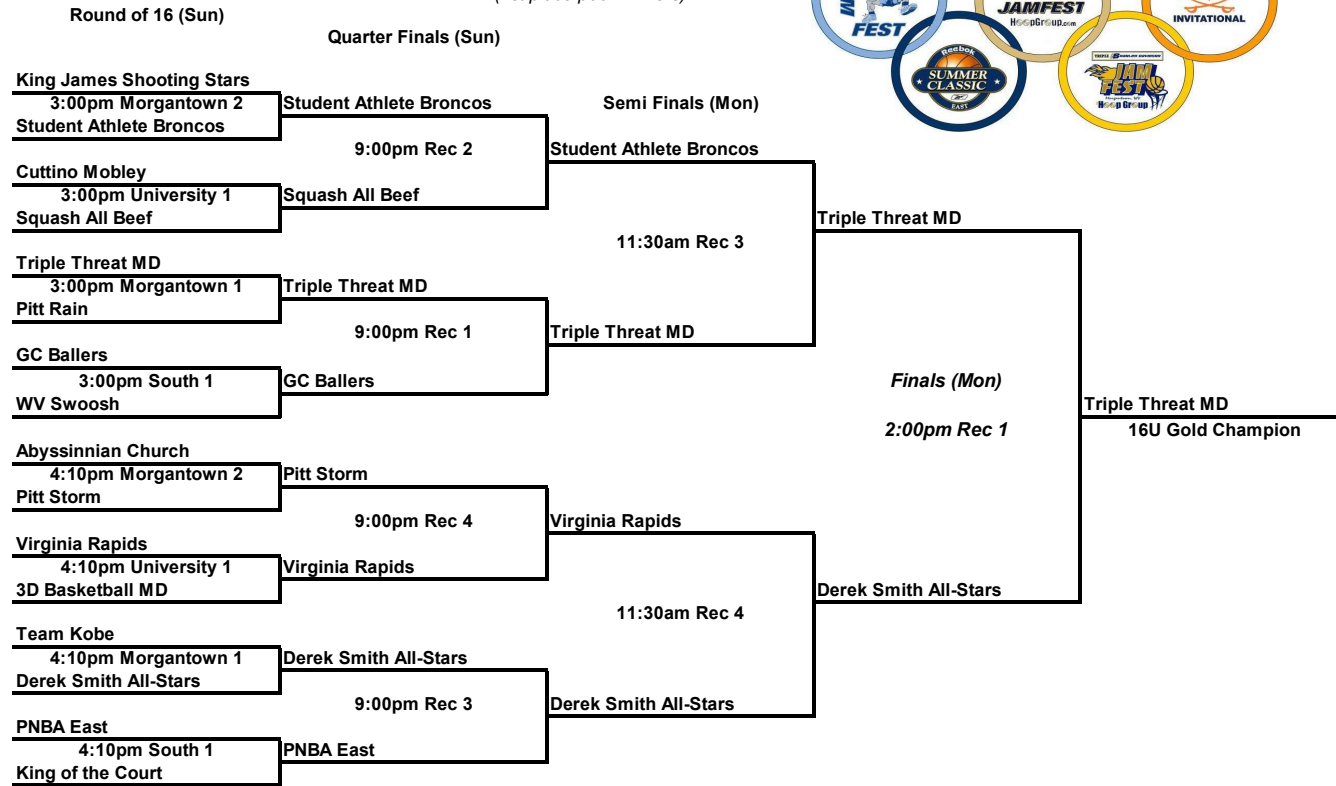 Round of 16 (Sun)
Quarter Finals (Sun)
King James Shooting Stars
3:00pm Morgantown 2
Student Athlete Broncos
Cuttino Mobley
3:00pm University 1
Squash All Beef
Triple Threat MD
3:00pm Morgantown 1
Pitt Rain
GC Ballers
3:00pm South 1
WV Swoosh
Abyssinnian Church
4:10pm Morgantown 2
Pitt Storm
Virginia Rapids
4:10pm University 1
3D Basketball MD
Team Kobe
4:10pm Morgantown 1
Derek Smith All-Stars
PNBA East
4:10pm South 1
King of the Court
Student Athlete Broncos
9:00pm Rec 2
Squash All Beef
Triple Threat MD
9:00pm Rec 1
GC Ballers
Pitt Storm
9:00pm Rec 4
Virginia Rapids
Derek Smith All-Stars
9:00pm Rec 3
PNBA East
Semi Finals (Mon)
Student Athlete Broncos
11:30am Rec 3
Triple Threat MD
Virginia Rapids
11:30am Rec 4
Derek Smith All-Stars
Triple Threat MD
Finals (Mon)
2:00pm Rec 1
Derek Smith All-Stars
Triple Threat MD
16U Gold Champion
FEST
JAMFEST
HoopGroup.com
INVITATIONAL
Reebok
SUMMER
CLASSIC
EAST
JAM
FEST
Hoop Group